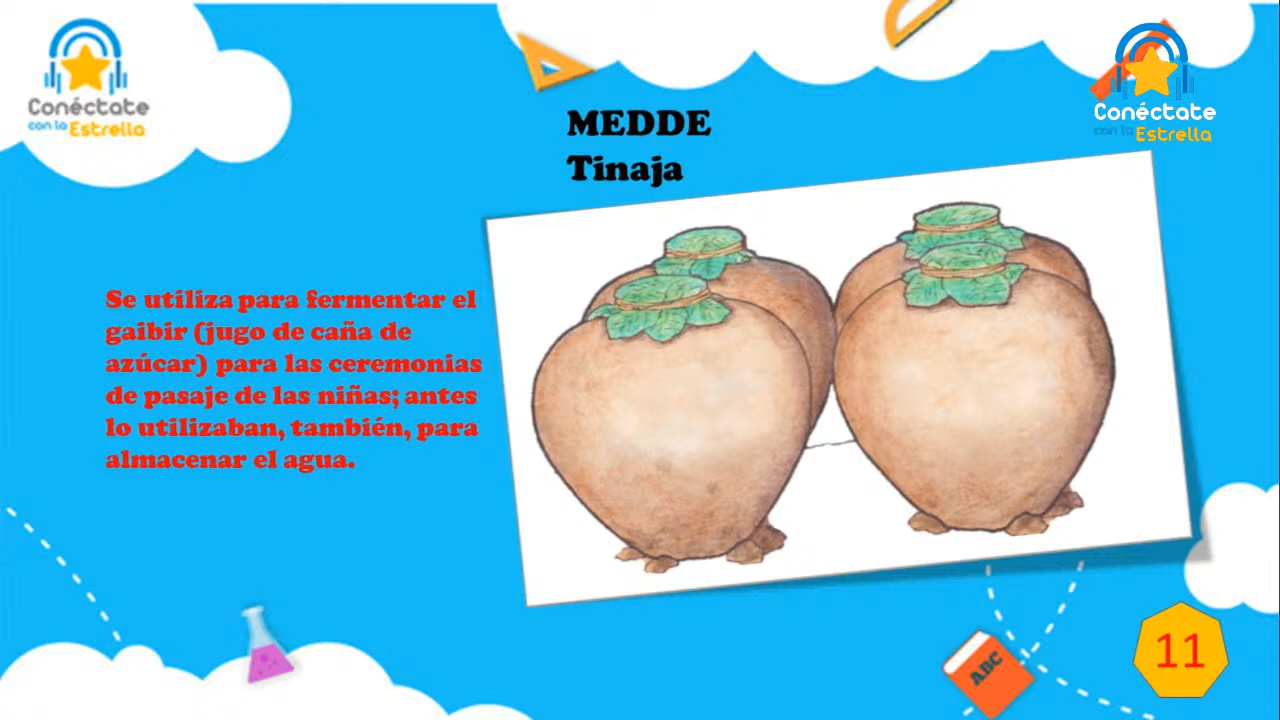 Conéctate
con la Estrella
Conéctate
con la Estrella
MEDDE
Tinaja
Se utiliza para fermentar el
gaibir (jugo de caña de
azúcar) para las ceremonias
de pasaje de las niñas; antes
lo utilizaban, también, para
almacenar el agua.
ABC
11